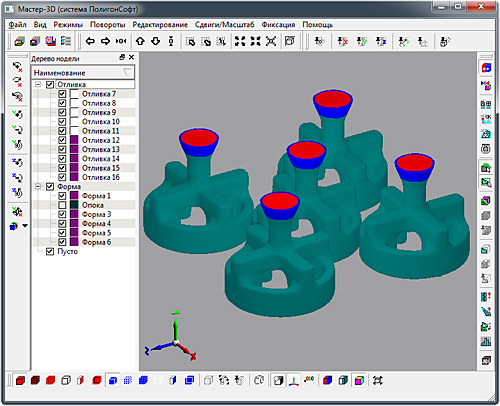 Мастер-3D (система ПолигонСофт)
Файл Вид Режимы Повороты Редактирование Сдвиги/Масштаб Фиксация Помощь
Дерево модели
Наименование
Отливка
Отливка 7
Отливка 8
Отливка 9
Отливка 10
Отливка 11
Отливка 12
Отливка 13
Отливка 14
Отливка 15
Отливка 16
Форма
Форма 1
Опока
Форма 3
Форма 4
Форма 5
Форма 6
Пусто